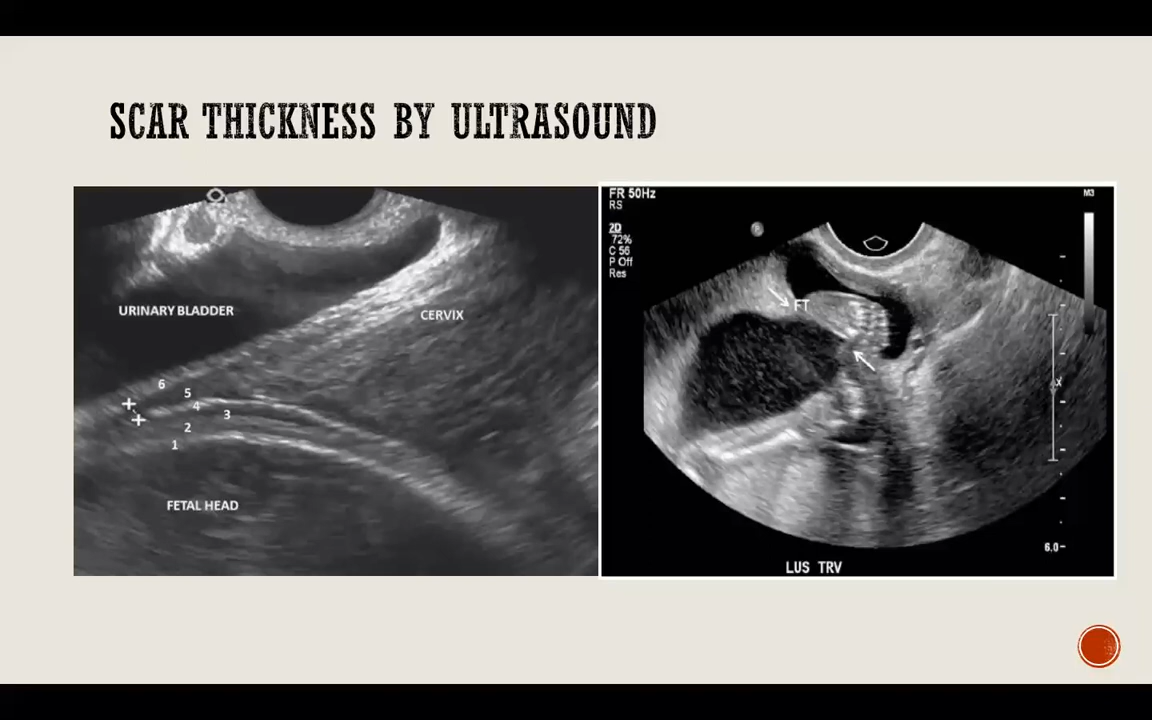 SCAR THICKNESS BY ULTRASOUND
URINARY BLADDER
CERVIX
6
5
4
3
2
1
FETAL HEAD
FR 50Hz
RS
2D
72%
C 56
P Off
Res
M3
FT
x
6.0
LUS TRV